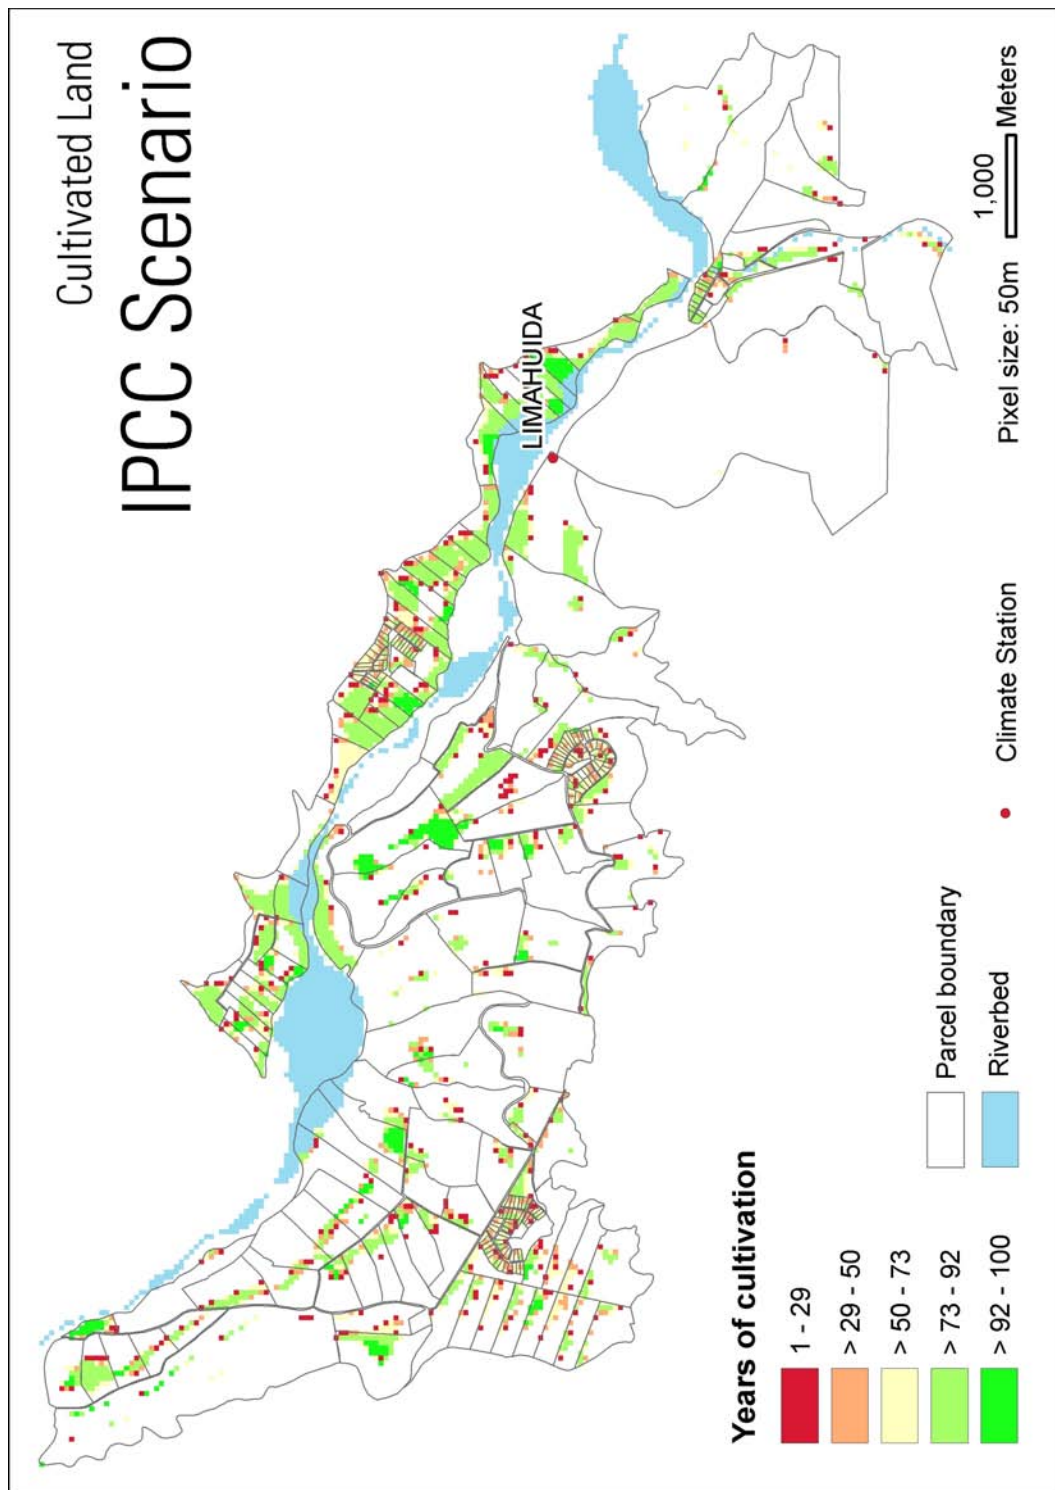 Cultivated Land
IPCC Scenario
LIMAHUIDA
Years of cultivation
1 - 29
> 29 - 50
> 50 - 73
> 73 - 92
> 92 - 100
Parcel boundary
Riverbed
Climate Station
Pixel size: 50m
1,000
Meters